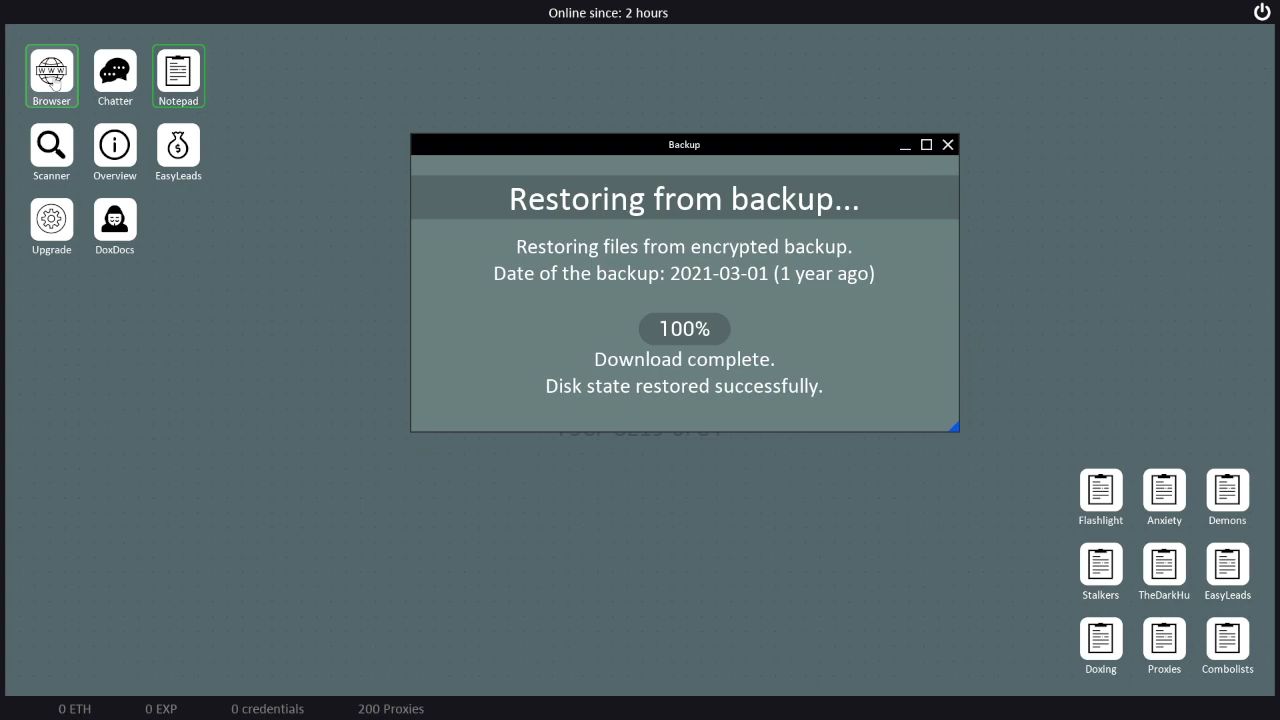 Online since: 2 hours
Browser
Chatter
Notepad
Scanner
Overview
EasyLeads
Upgrade
DoxDocs
Backup
Restoring from backup...
Restoring files from encrypted backup.
Date of the backup: 2021-03-01 (1 year ago)
100%
Download complete.
Disk state restored successfully.
Flashlight
Anxiety
Demons
Stalkers
TheDarkHu
EasyLeads
Doxing
Proxies
Combolists
0 ETH
0 EXP
0 credentials
200 Proxies